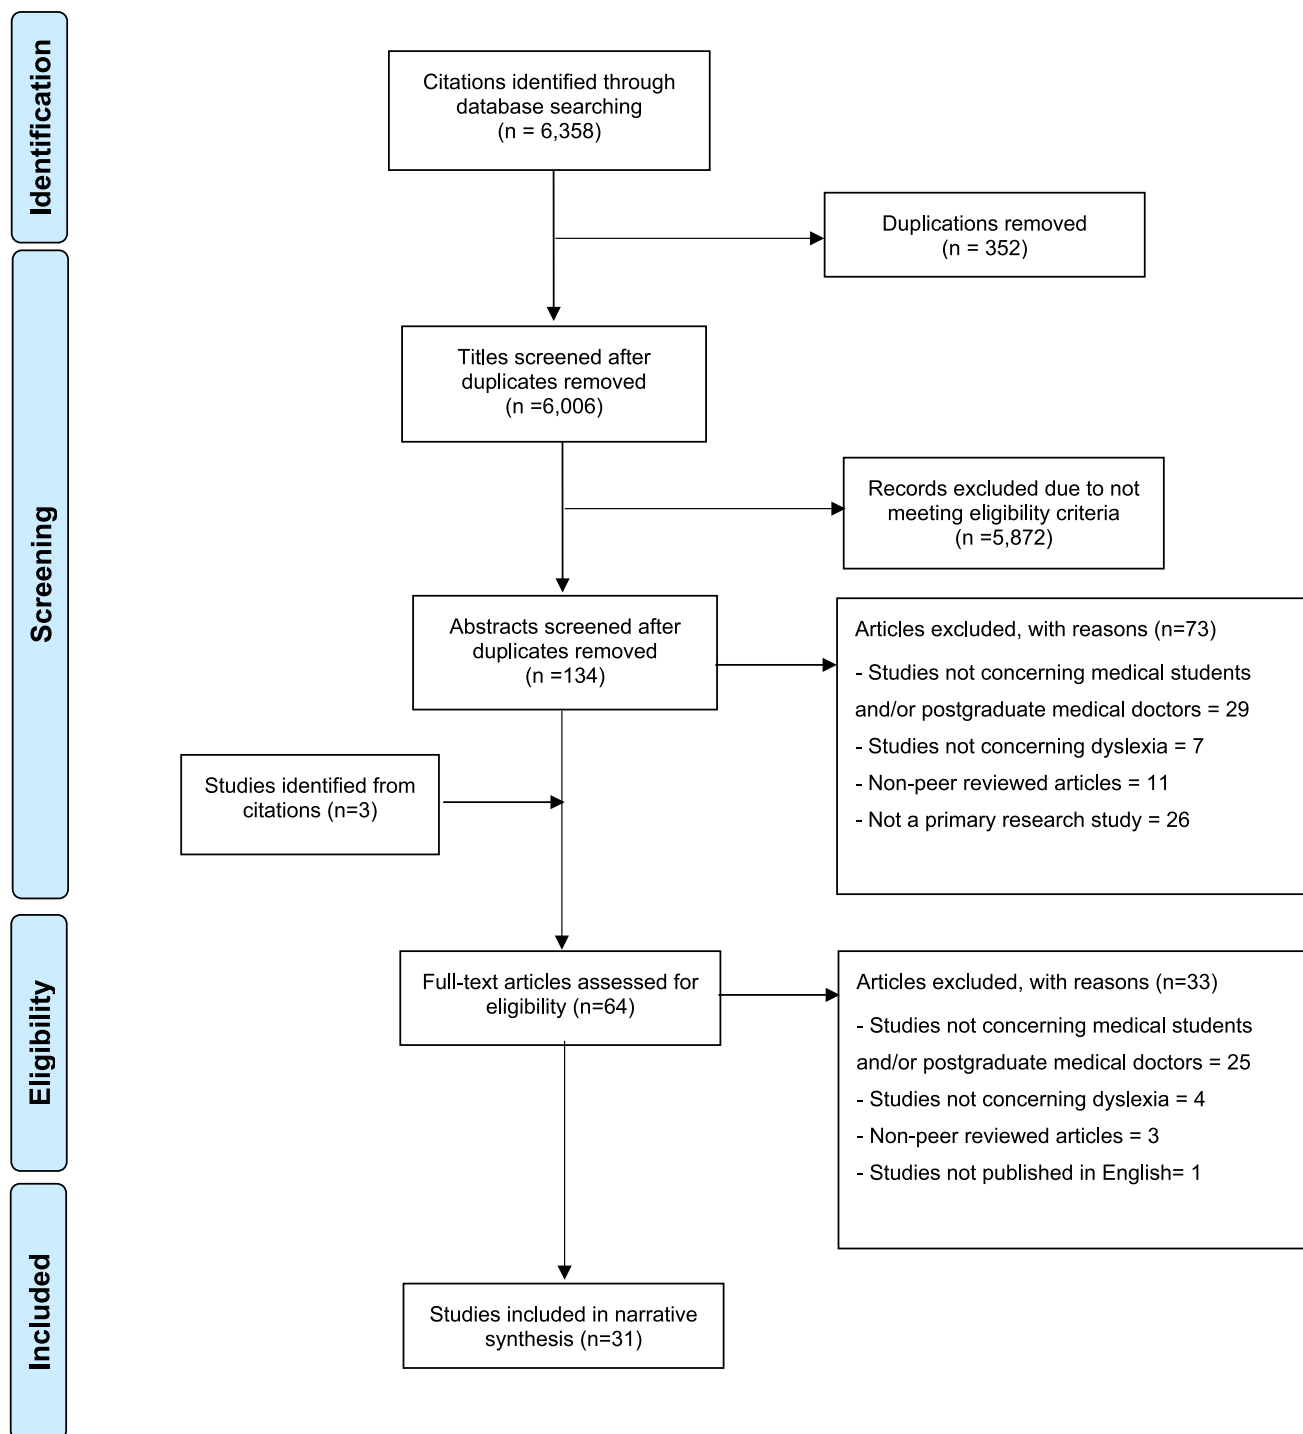 Identification
Citations identified through
database searching
(n = 6,358)
Duplications removed
(n = 352)
Screening
Titles screened after
duplicates removed
(n =6,006)
Records excluded due to not
meeting eligibility criteria
(n =5,872)
Abstracts screened after
duplicates removed
(n =134)
Articles excluded, with reasons (n=73)
- Studies not concerning medical students
and/or postgraduate medical doctors = 29
- Studies not concerning dyslexia = 7
- Non-peer reviewed articles = 11
- Not a primary research study = 26
Studies identified from
citations (n=3)
Eligibility
Full-text articles assessed for
eligibility (n=64)
Articles excluded, with reasons (n=33)
- Studies not concerning medical students
and/or postgraduate medical doctors = 25
- Studies not concerning dyslexia = 4
- Non-peer reviewed articles = 3
- Studies not published in English= 1
Included
Studies included in narrative
synthesis (n=31)